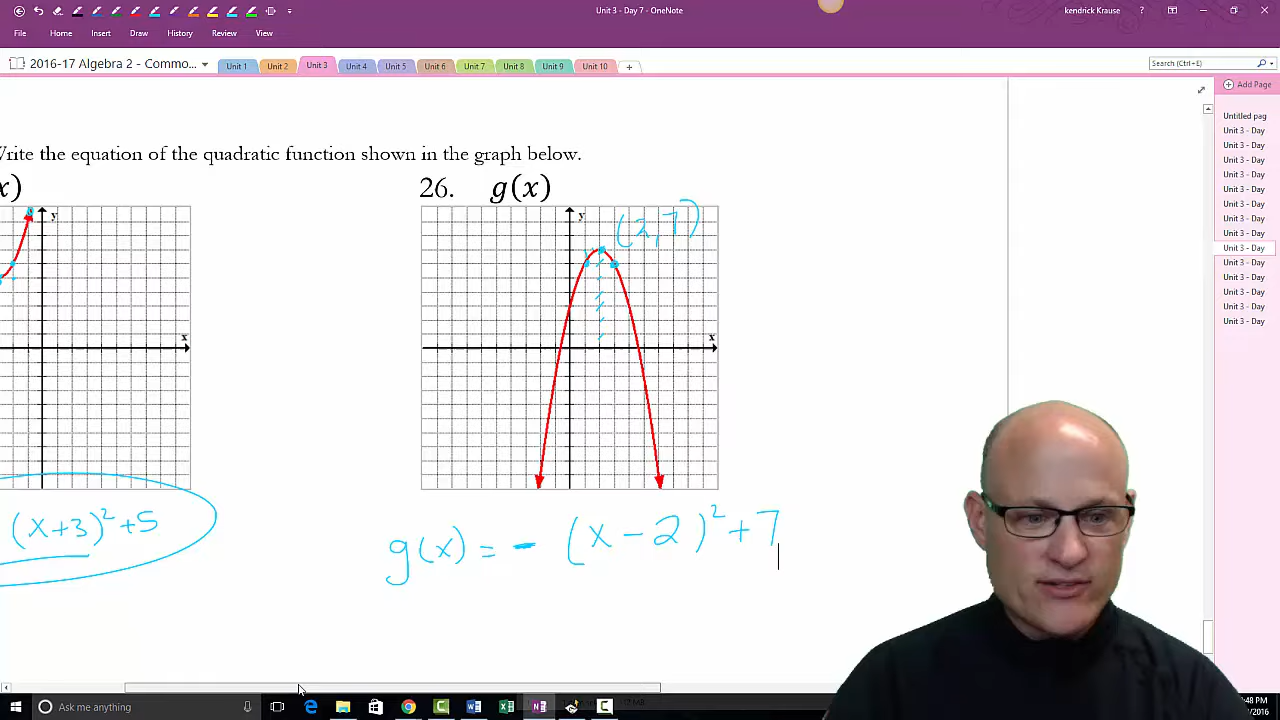 Unit 3 - Day 7 - OneNote
kendrick Krause
?
File Home Insert Draw History Review View
2016-17 Algebra 2 - Commo...
Unit 1 Unit 2 Unit 3 Unit 4 Unit 5 Unit 6 Unit 7 Unit 8 Unit 9 Unit 10 +
Search (Ctrl+E)
Add Page
Untitled pag
Unit 3 - Day
Unit 3 - Day
Unit 3 - Day
Unit 3 - Day
Unit 3 - Day
Unit 3 - Day
Unit 3 - Day
Unit 3 - Day
Unit 3 - Day
Unit 3 - Day
Unit 3 - Day
Unit 3 - Day
Unit 3 - Day
Unit 3 - Day
Write the equation of the quadratic function shown in the graph below.
x)
26. g(x)
y
y
(2,7)
x
x
(x+3)²+5
g(x) = - (x-2)²+7
Ask me anything
:48 PM
/2016